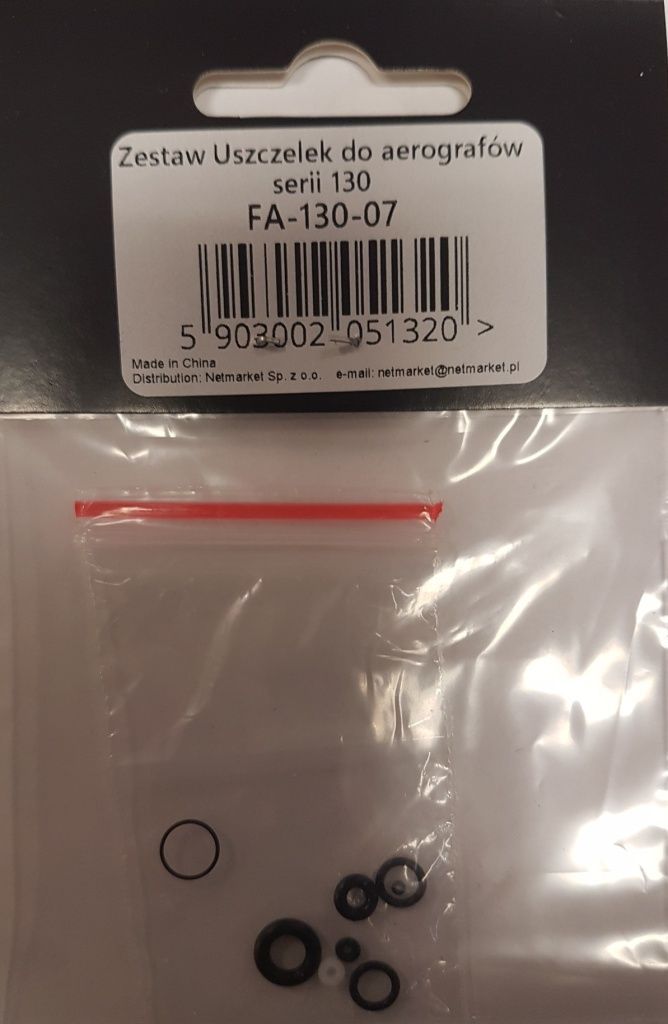 Zestaw Uszczelek do aerografów
serii 130
FA-130-07
5 903002 051320 >
Made in China
Distribution: Netmarket Sp. z o.o. e-mail: netmarket@netmarket.pl